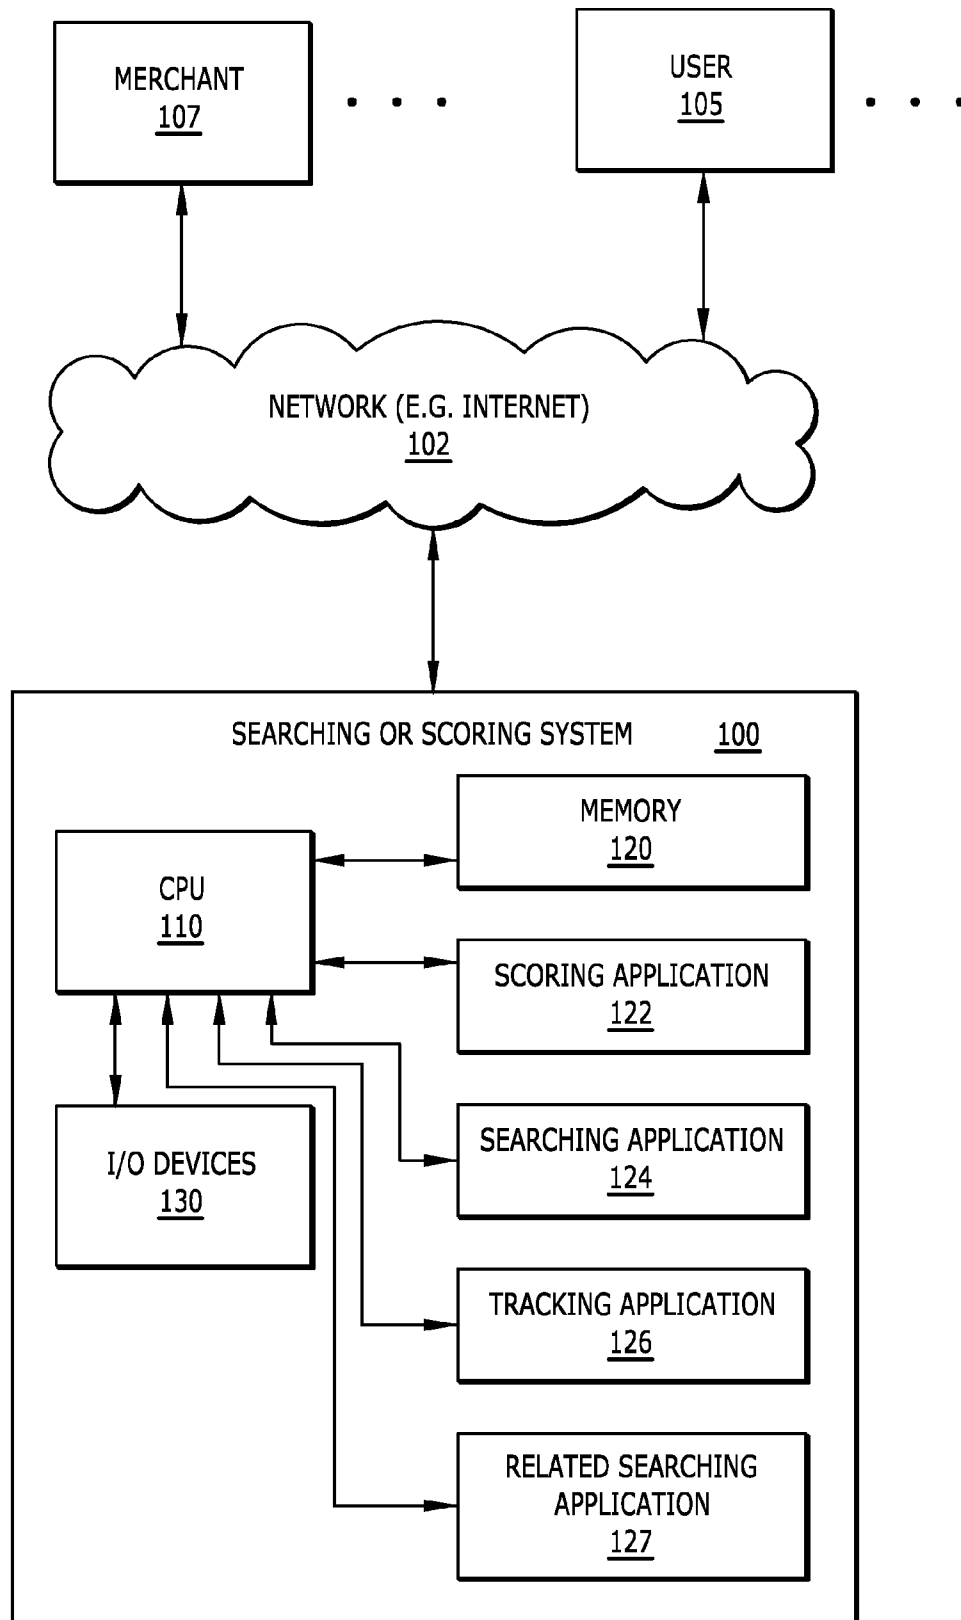 MERCHANT
107
USER
105
NETWORK (E.G. INTERNET)
102
SEARCHING OR SCORING SYSTEM 100
MEMORY
120
CPU
110
SCORING APPLICATION
122
SEARCHING APPLICATION
124
I/O DEVICES
130
TRACKING APPLICATION
126
RELATED SEARCHING
APPLICATION
127